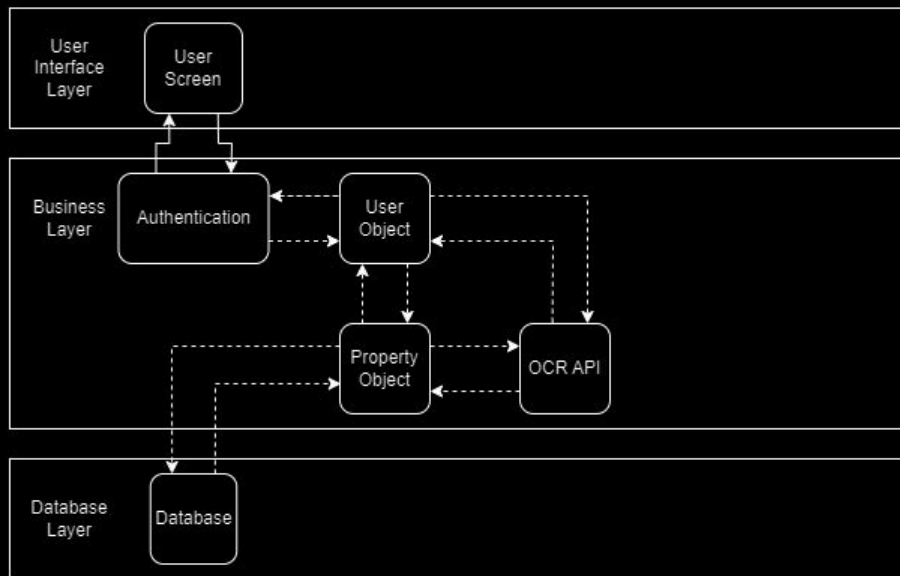 User
Interface
Layer
User
Screen
Business
Layer
Authentication
User
Object
Property
Object
OCR API
Database
Layer
Database